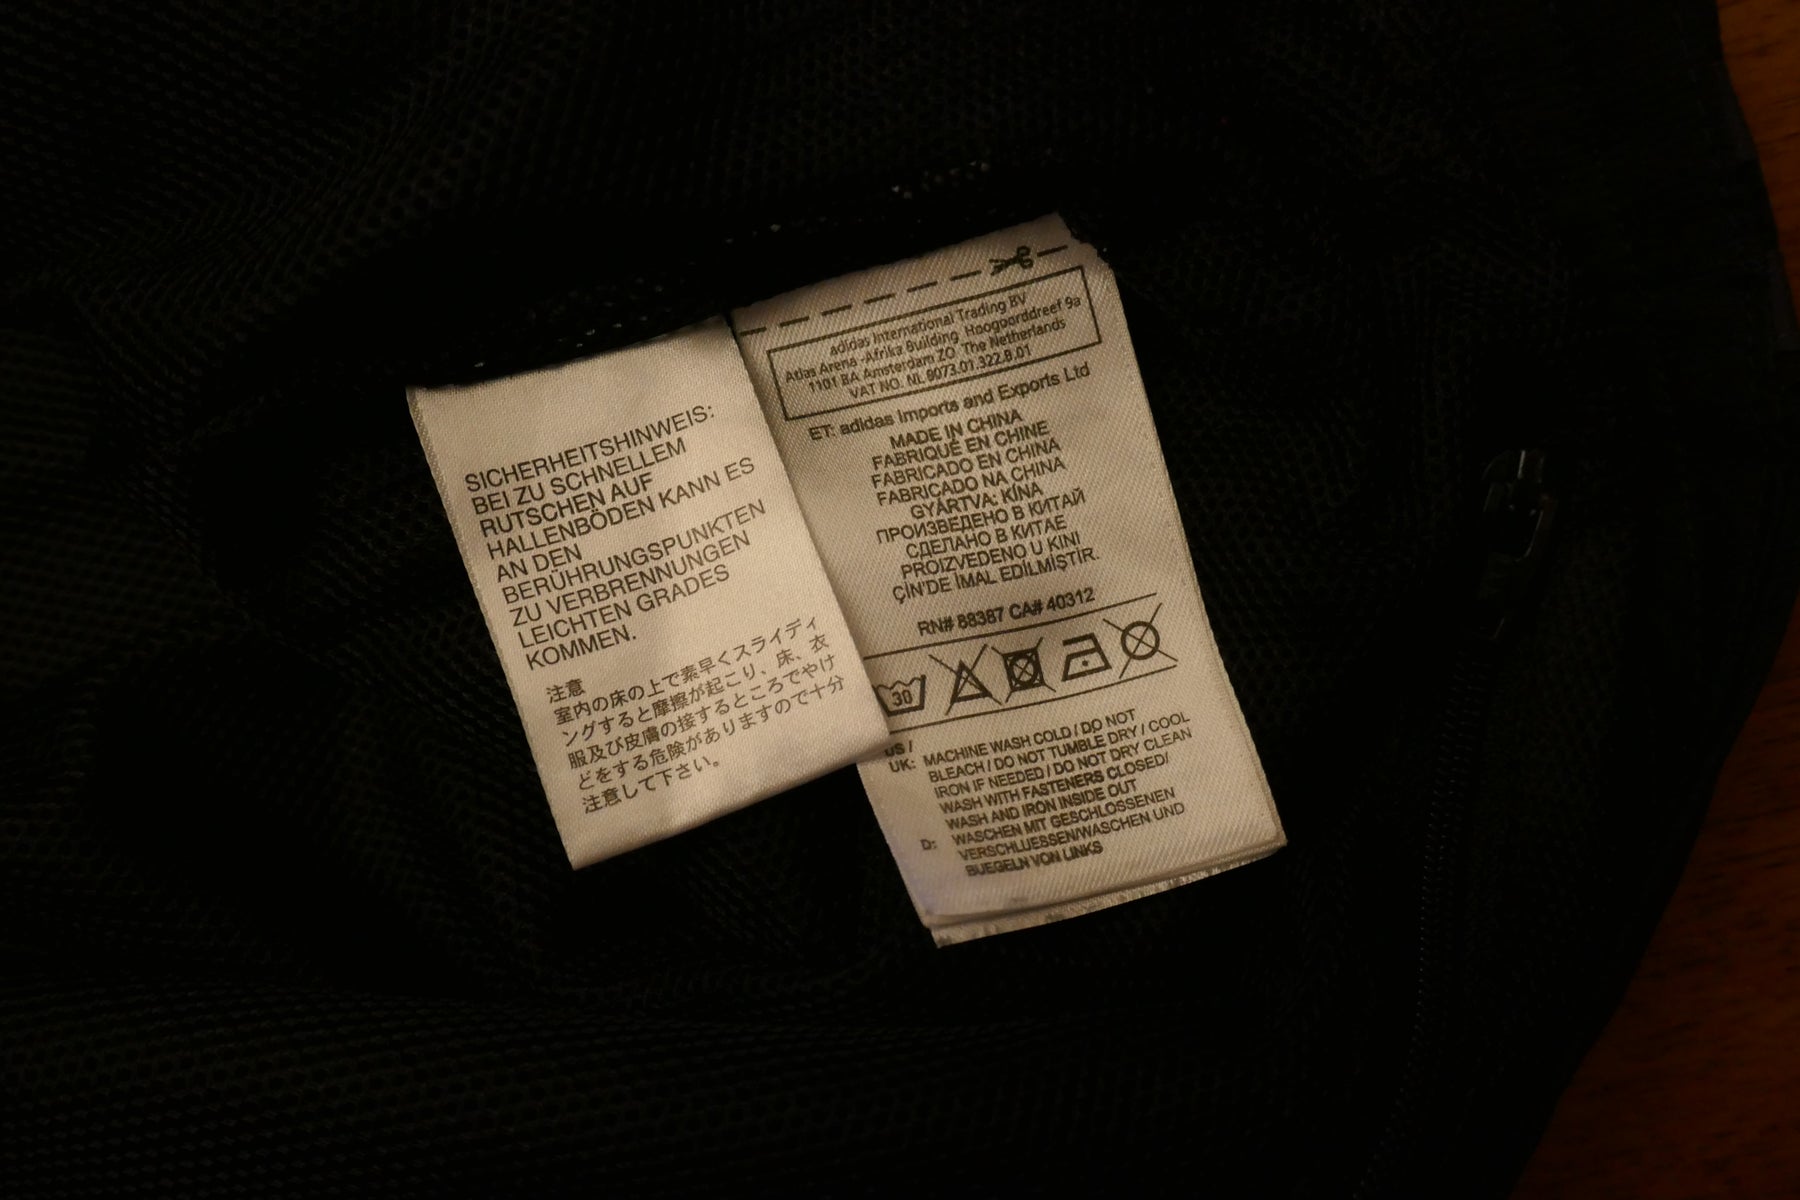 SICHERHEITSHINWEIS:
BEI ZU SCHNELLEM
RUTSCHEN AUF
HALLENBÖDEN KANN ES
AN DEN
BERÜHRUNGSPUNKTEN
ZU VERBRENNUNGEN
LEICHTEN GRADES
KOMMEN.
注意
室内の床の上で素早くスライディ
ングすると摩擦が起こり、床、衣
服及び皮膚の接するところでやけ
どをする危険がありますので十分
注意して下さい。
adidas International Trading BV
Atlas Arena -Afrika Building Hoogoorddreef 9a
1101 BA Amsterdam ZO The Netherlands
VAT NO. NL 8073.01.322.B.01
ET: adidas Imports and Exports Ltd
MADE IN CHINA
FABRIQUÉ EN CHINE
FABRICADO EN CHINA
FABRICADO NA CHINA
GYÁRTVA: KÍNA
ПРОИЗВЕДЕНО В КИТАЙ
СДЕЛАНО В КИТАЕ
PROIZVEDENO U KINI
ÇİN'DE İMAL EDİLMİŞTİR.
RN# 88387 CA# 40312
30
US / MACHINE WASH COLD / DO NOT
UK: BLEACH / DO NOT TUMBLE DRY / COOL
IRON IF NEEDED / DO NOT DRY CLEAN
WASH WITH FASTENERS CLOSED/
WASH AND IRON INSIDE OUT
D: WASCHEN MIT GESCHLOSSENEN
VERSCHLUESSEN/WASCHEN UND
BUEGELN VON LINKS